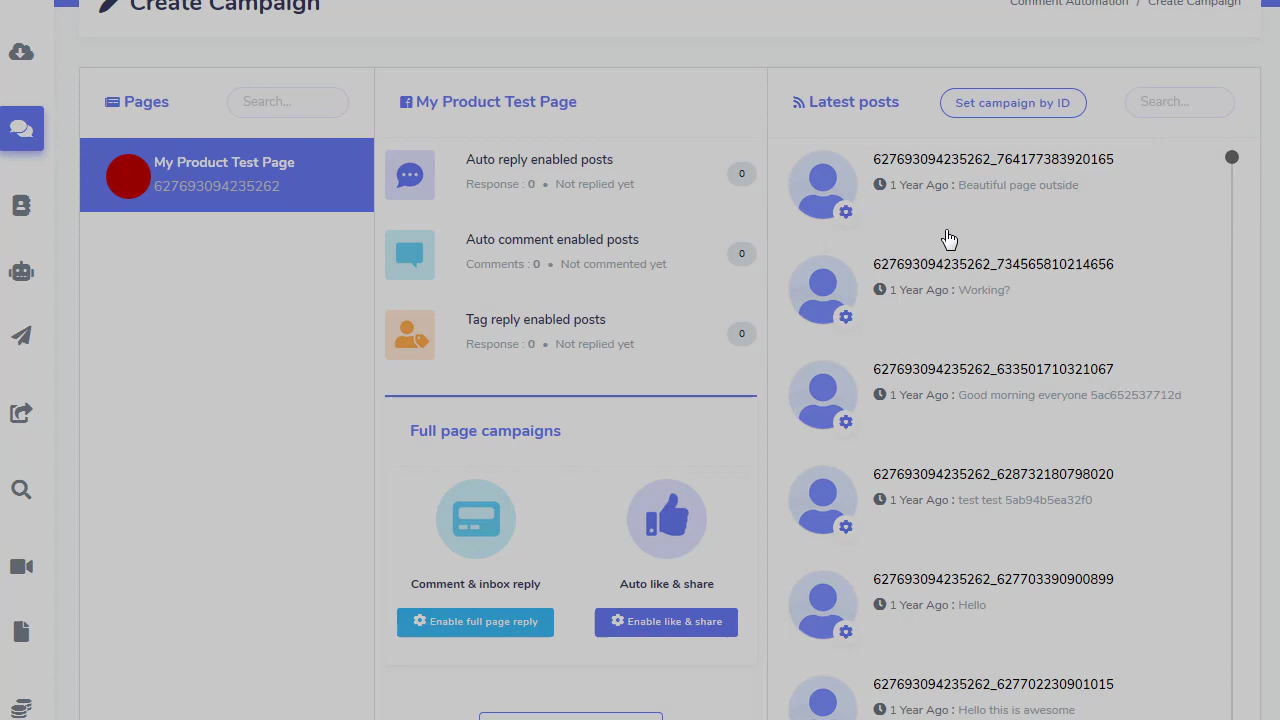 Create Campaign
Comment Automation / Create Campaign
Pages
Search...
My Product Test Page
627693094235262
My Product Test Page
Auto reply enabled posts
Response : 0 • Not replied yet
0
Auto comment enabled posts
Comments : 0 • Not commented yet
0
Tag reply enabled posts
Response : 0 • Not replied yet
0
Full page campaigns
Comment & inbox reply
Enable full page reply
Auto like & share
Enable like & share
Latest posts
Set campaign by ID
Search...
627693094235262_764177383920165
1 Year Ago : Beautiful page outside
627693094235262_734565810214656
1 Year Ago : Working?
627693094235262_633501710321067
1 Year Ago : Good morning everyone 5ac652537712d
627693094235262_628732180798020
1 Year Ago : test test 5ab94b5ea32f0
627693094235262_627703390900899
1 Year Ago : Hello
627693094235262_627702230901015
1 Year Ago : Hello this is awesome